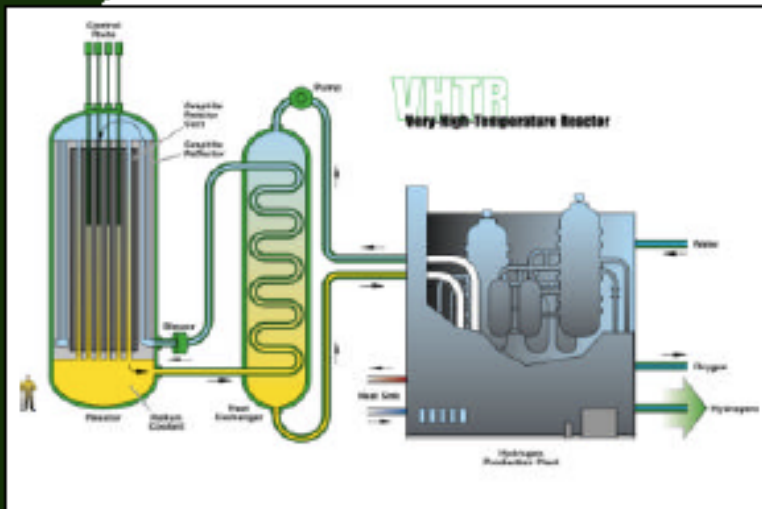 Control
Rods
Graphite
Reactor
Core
Graphite
Reflector
Pump
VHTR
Very-High-Temperature Reactor
Water
Blower
Oxygen
Heat Sink
Hydrogen
Reactor
Helium
Coolant
Heat
Exchanger
Hydrogen
Production Plant